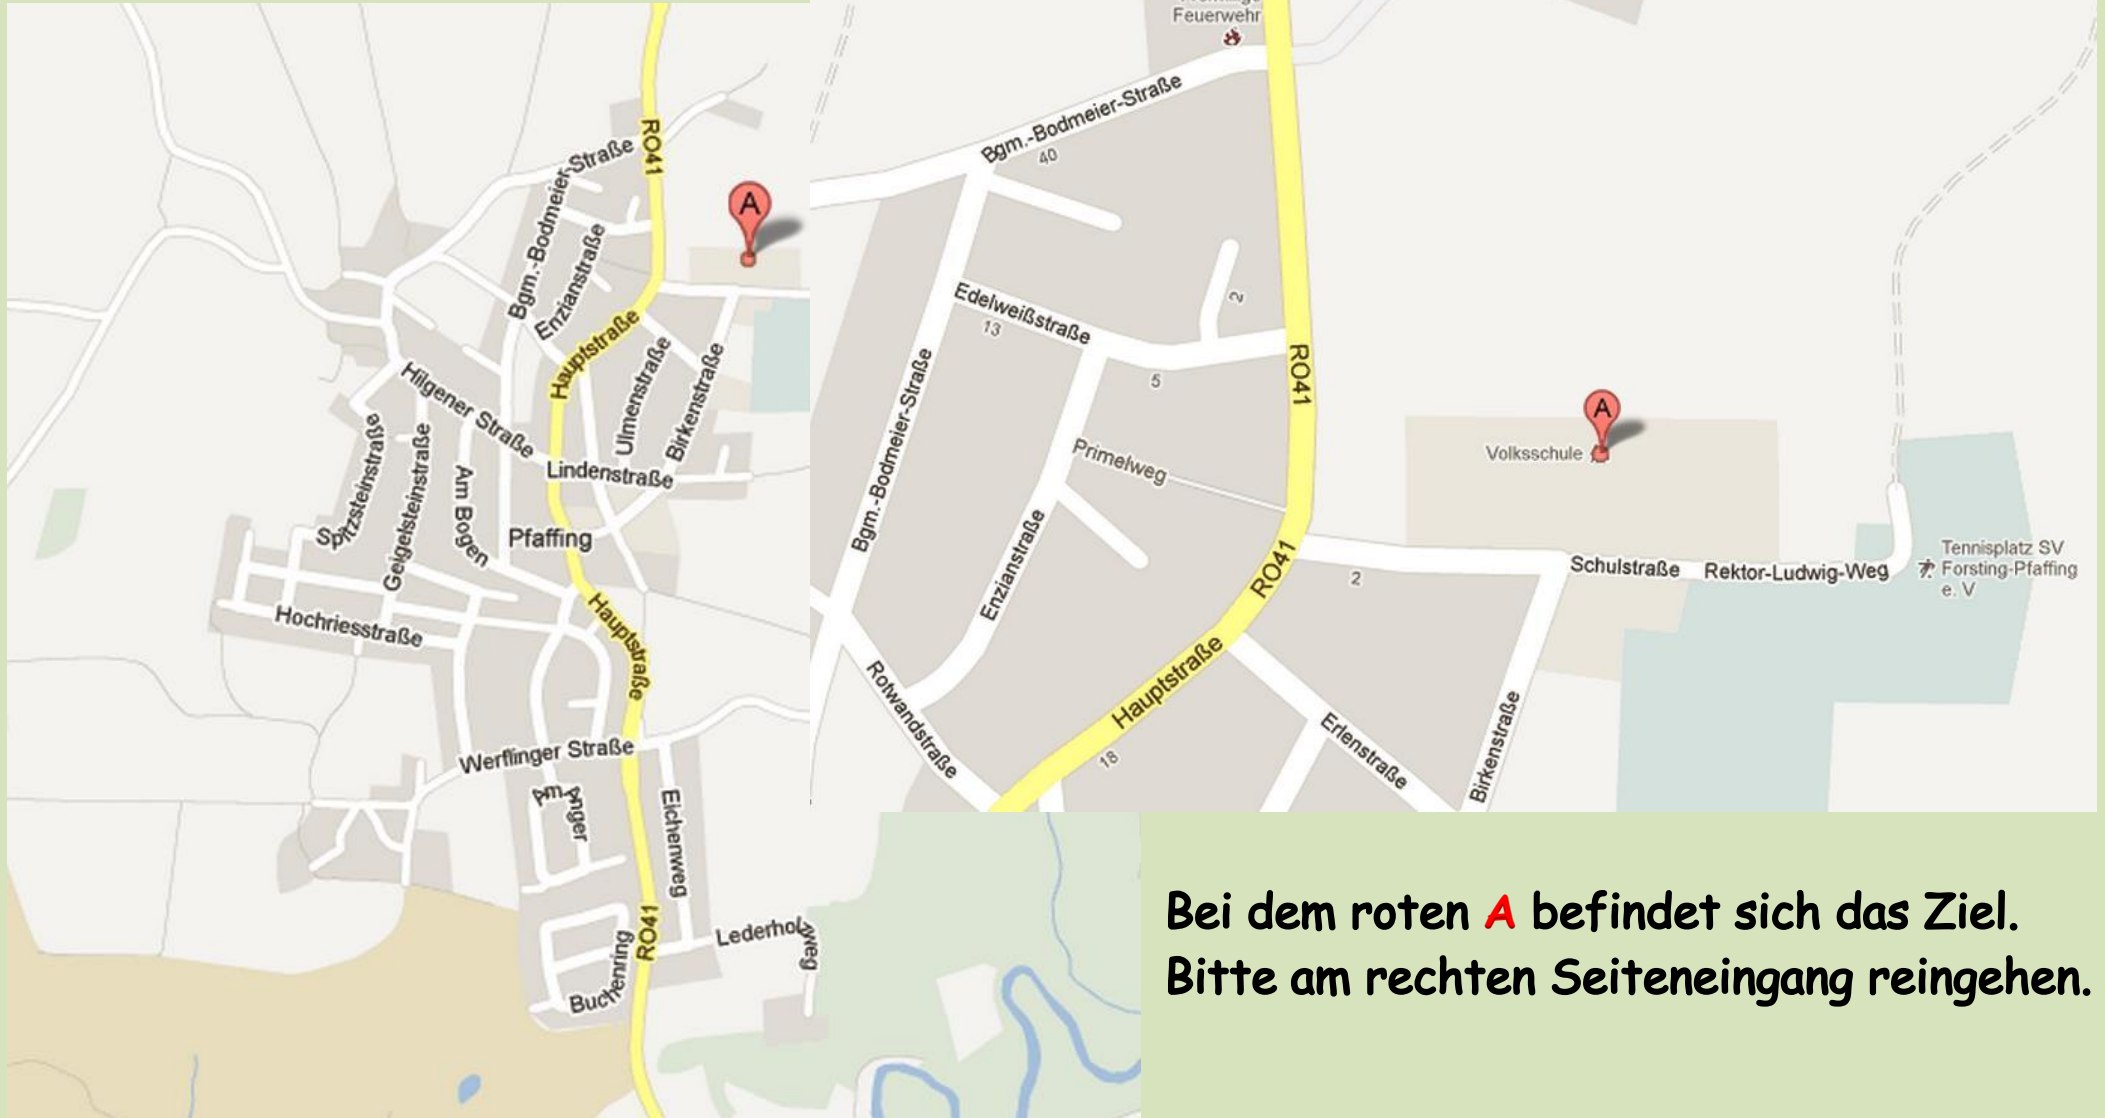 RO41
Bgm.-Bodmeier-Straße
A
Enzianstraße
Hauptstraße
Ulmenstraße
Birkenstraße
Hilgener Straße
Lindenstraße
Spitzsteinstraße
Geigelsteinstraße
Am Bogen
Pfaffing
Hochriesstraße
Hauptstraße
Werflinger Straße
Am Anger
Eichenweg
RO41
Lederholzweg
Buchenring
Feuerwehr
Bgm.-Bodmeier-Straße
40
Edelweißstraße
13
2
5
RO41
Bgm.-Bodmeier-Straße
A
Volksschule
Primelweg
Enzianstraße
RO41
2
Schulstraße
Rektor-Ludwig-Weg
Tennisplatz SV
Forsting-Pfaffing
e. V
Rotwandstraße
Hauptstraße
18
Erlenstraße
Birkenstraße
Bei dem roten A befindet sich das Ziel.
Bitte am rechten Seiteneingang reingehen.